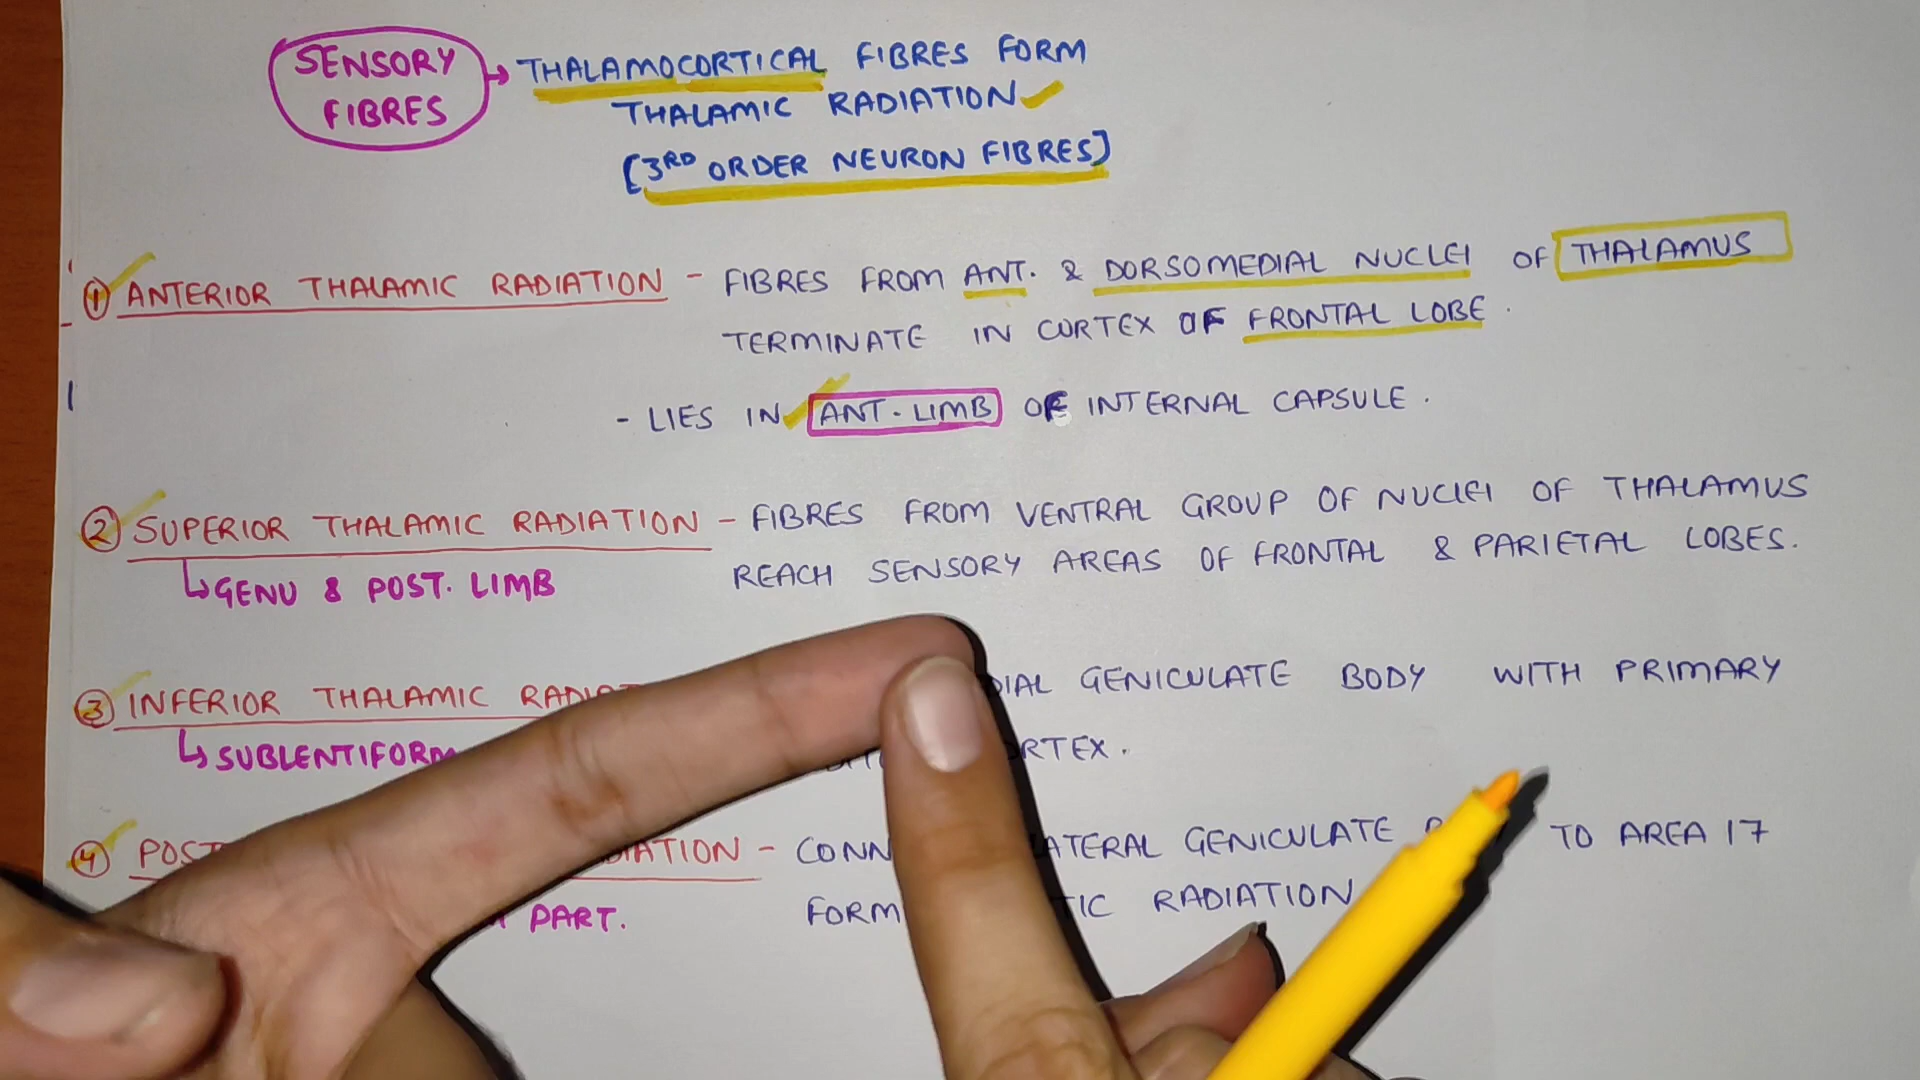 SENSORY FIBRES → THALAMOCORTICAL FIBRES FORM
THALAMIC RADIATION
[3RD ORDER NEURON FIBRES]
① ANTERIOR THALAMIC RADIATION - FIBRES FROM ANT. & DORSOMEDIAL NUCLEI OF THALAMUS
TERMINATE IN CORTEX OF FRONTAL LOBE.
- LIES IN ANT. LIMB OF INTERNAL CAPSULE.
② SUPERIOR THALAMIC RADIATION - FIBRES FROM VENTRAL GROUP OF NUCLEI OF THALAMUS
↳ GENU & POST. LIMB REACH SENSORY AREAS OF FRONTAL & PARIETAL LOBES.
③ INFERIOR THALAMIC GENICULATE BODY WITH PRIMARY
↳ SUBLENTIFORM
④ - LATERAL GENICULATE TO AREA 17
PART. FORM RADIATION